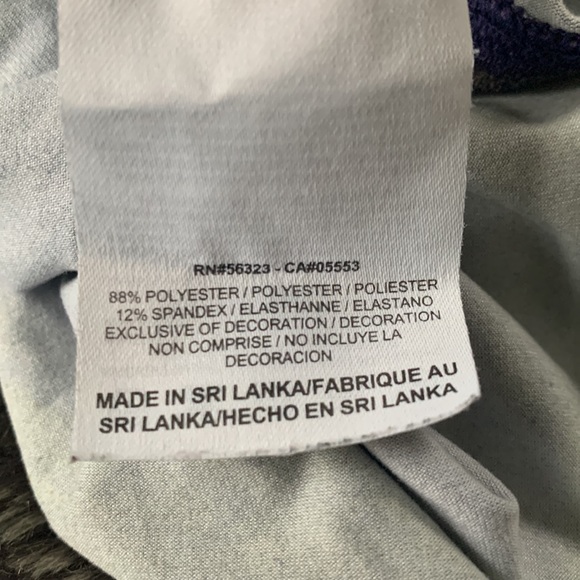 RN#56323 - CA#05553
88% POLYESTER / POLYESTER / POLIESTER
12% SPANDEX / ELASTHANNE / ELASTANO
EXCLUSIVE OF DECORATION / DECORATION
NON COMPRISE / NO INCLUYE LA
DECORACION
MADE IN SRI LANKA/FABRIQUE AU
SRI LANKA/HECHO EN SRI LANKA